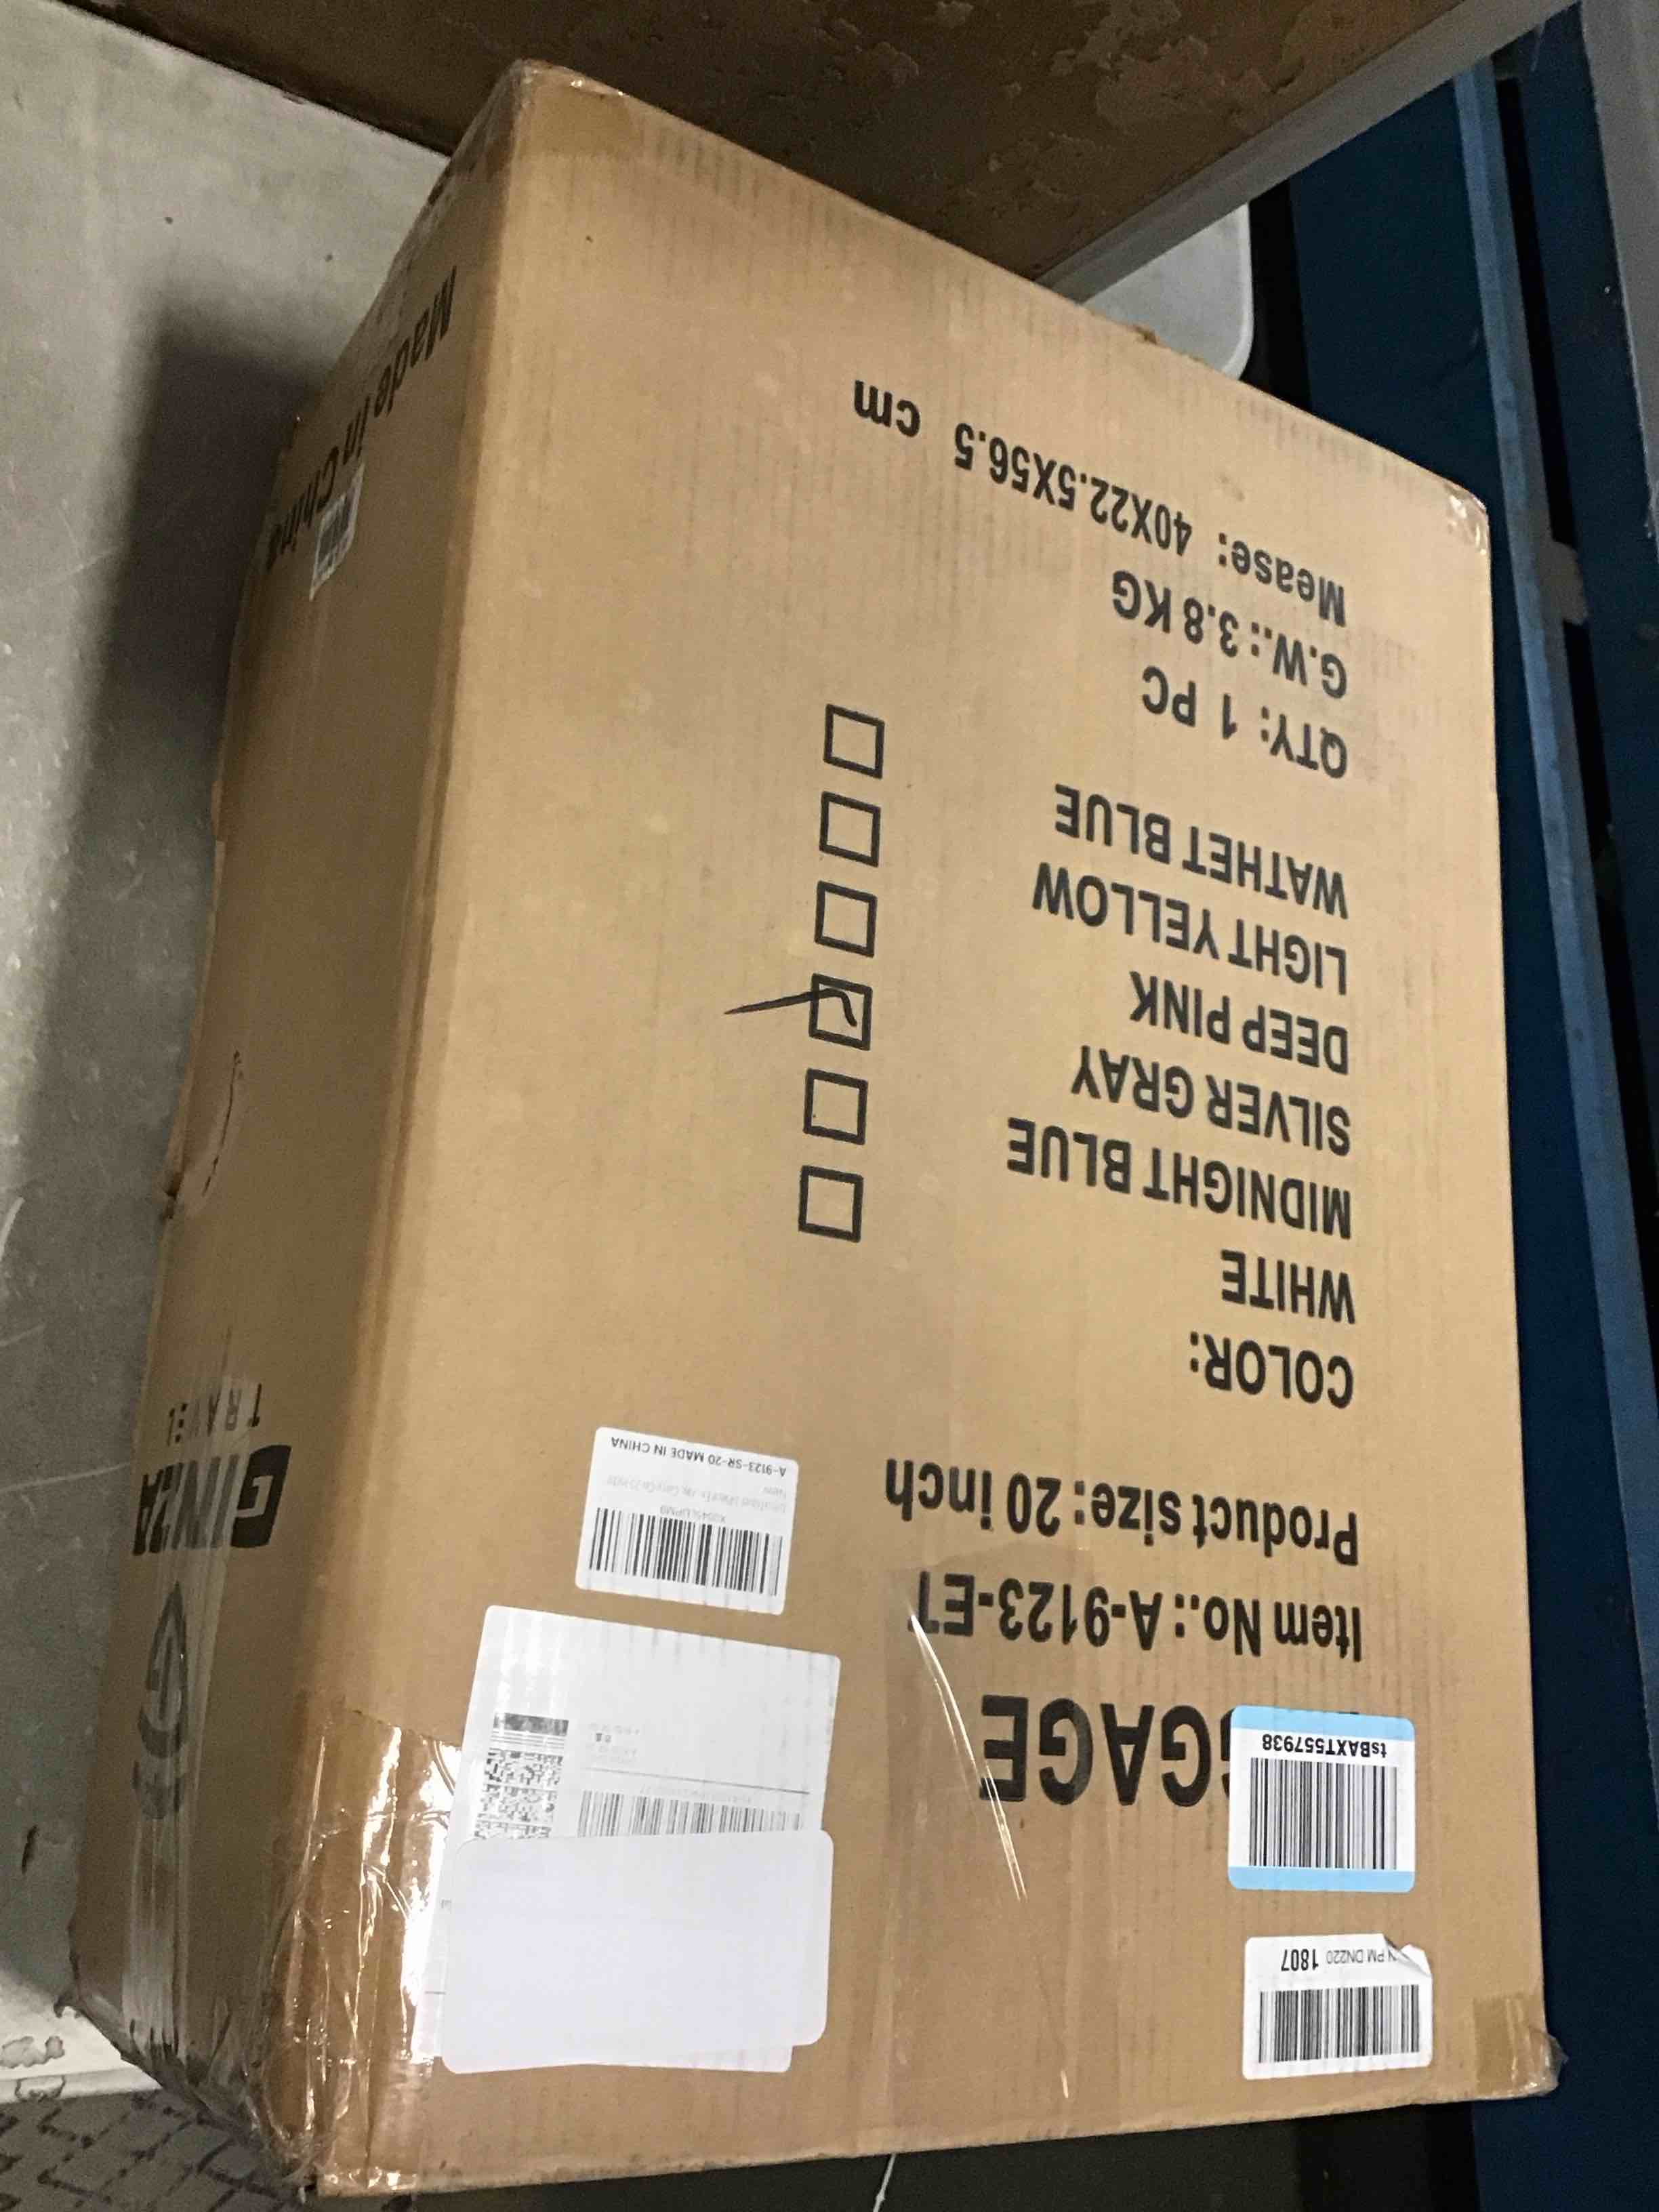 1807
N PM DN220
tsBAXT557938
GGAGE
Item No.: A-9123-ET
Product size: 20 inch
COLOR:
WHITE
MIDNIGHT BLUE
SILVER GRAY
DEEP PINK
LIGHT YELLOW
WATHET BLUE
QTY: 1 PC
G.W.: 3.8 KG
Mease: 40X22.5X56.5 cm
New
A-9123-SR-20 MADE IN CHINA
GINZA
TRAVEL
Made in China